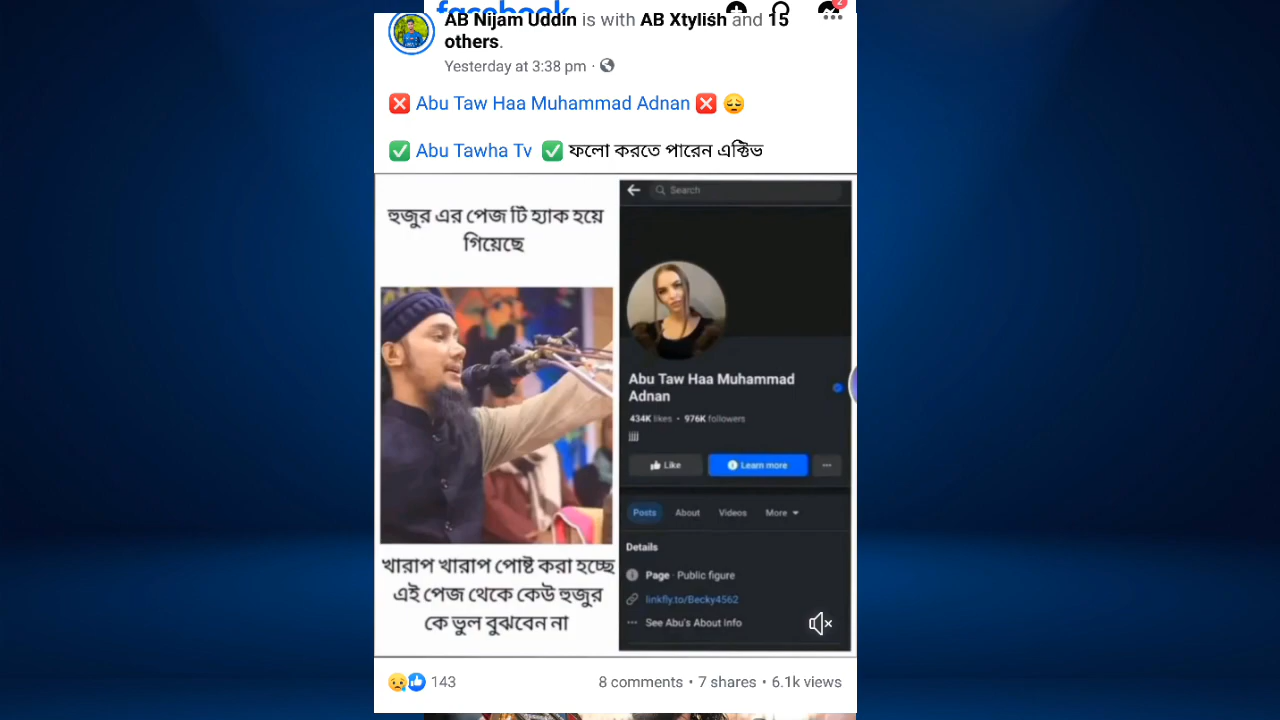 facebook
AB Nijam Uddin is with AB Xtylish and 15
others.
Yesterday at 3:38 pm ·
❌ Abu Taw Haa Muhammad Adnan ❌ 😔
✅ Abu Tawha Tv ✅ ফলো করতে পারেন এক্টিভ
হুজুর এর পেজ টি হ্যাক হয়ে
গিয়েছে
খারাপ খারাপ পোষ্ট করা হচ্ছে
এই পেজ থেকে কেউ হুজুর
কে ভুল বুঝবেন না
Search
Abu Taw Haa Muhammad
Adnan
434K likes • 976K followers
jjjj
Like
Learn more
Posts About Videos More
Details
Page · Public figure
linkfly.to/Becky4562
See Abu's About Info
143
8 comments • 7 shares • 6.1k views
2